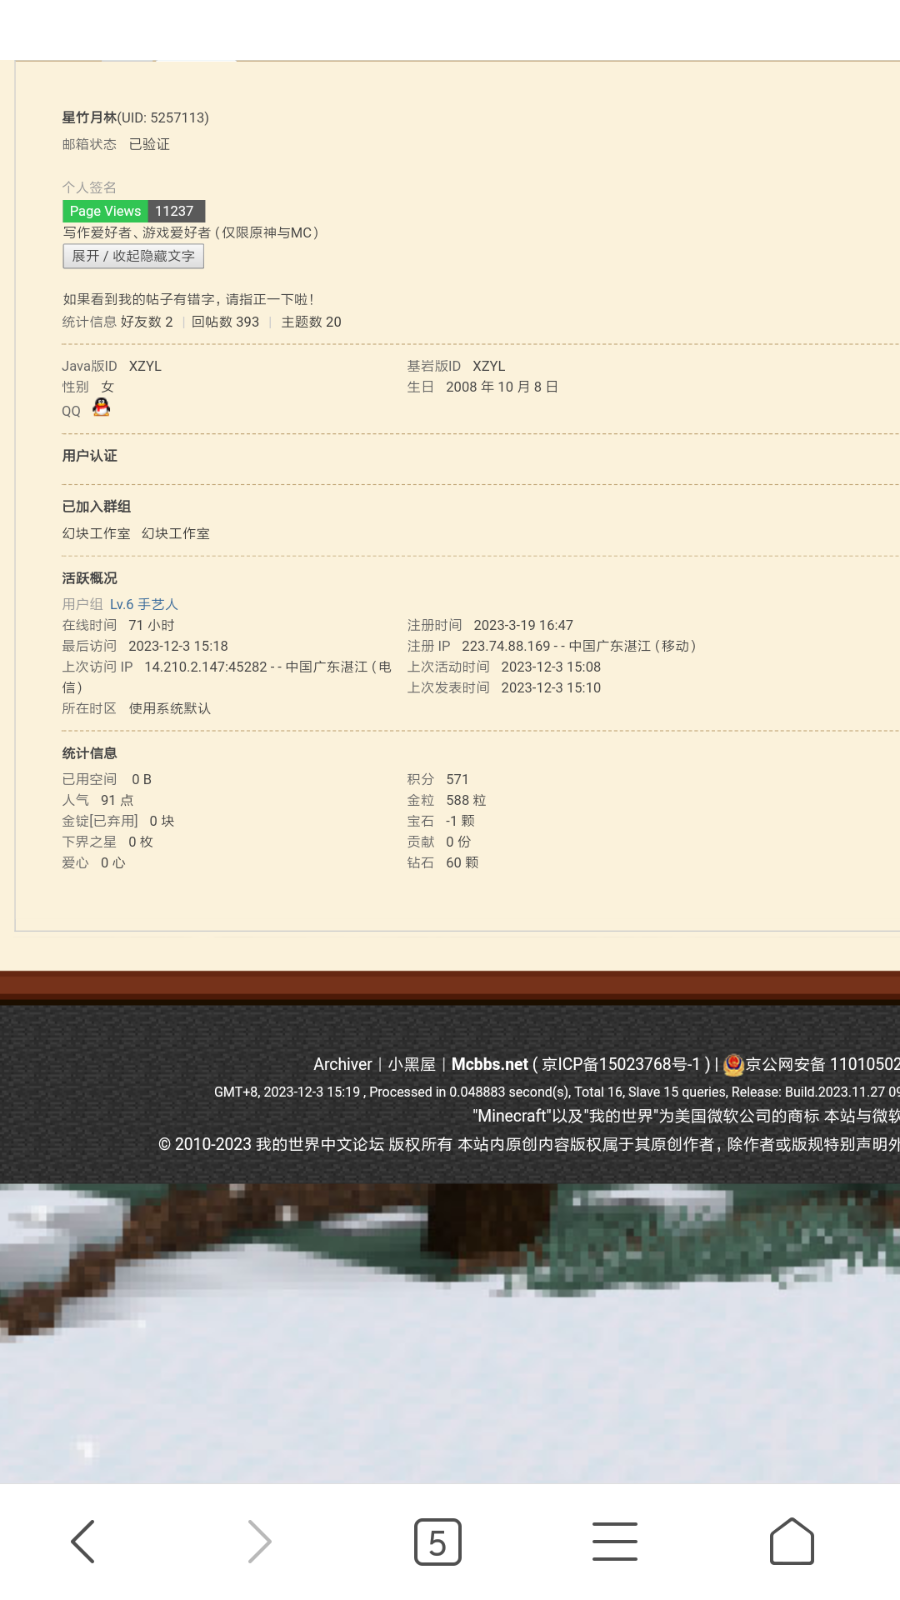 星竹月林(UID: 5257113)
邮箱状态 已验证
个人签名
Page Views 11237
写作爱好者、游戏爱好者（仅限原神与MC）
展开 / 收起隐藏文字
如果看到我的帖子有错字，请指正一下啦！
统计信息 好友数 2 | 回帖数 393 | 主题数 20
Java版ID XZYL 基岩版ID XZYL
性别 女 生日 2008 年 10 月 8 日
QQ
用户认证
已加入群组
幻块工作室 幻块工作室
活跃概况
用户组 Lv.6 手艺人
在线时间 71 小时 注册时间 2023-3-19 16:47
最后访问 2023-12-3 15:18 注册 IP 223.74.88.169 - - 中国广东湛江（移动）
上次访问 IP 14.210.2.147:45282 - - 中国广东湛江（电 上次活动时间 2023-12-3 15:08
信） 上次发表时间 2023-12-3 15:10
所在时区 使用系统默认
统计信息
已用空间 0 B 积分 571
人气 91 点 金粒 588 粒
金锭[已弃用] 0 块 宝石 -1 颗
下界之星 0 枚 贡献 0 份
爱心 0 心 钻石 60 颗
Archiver | 小黑屋 | Mcbbs.net ( 京ICP备15023768号-1 ) | 京公网安备 11010502
GMT+8, 2023-12-3 15:19 , Processed in 0.048883 second(s), Total 16, Slave 15 queries, Release: Build.2023.11.27 09
"Minecraft"以及"我的世界"为美国微软公司的商标 本站与微软
© 2010-2023 我的世界中文论坛 版权所有 本站内原创内容版权属于其原创作者，除作者或版规特别声明外
5